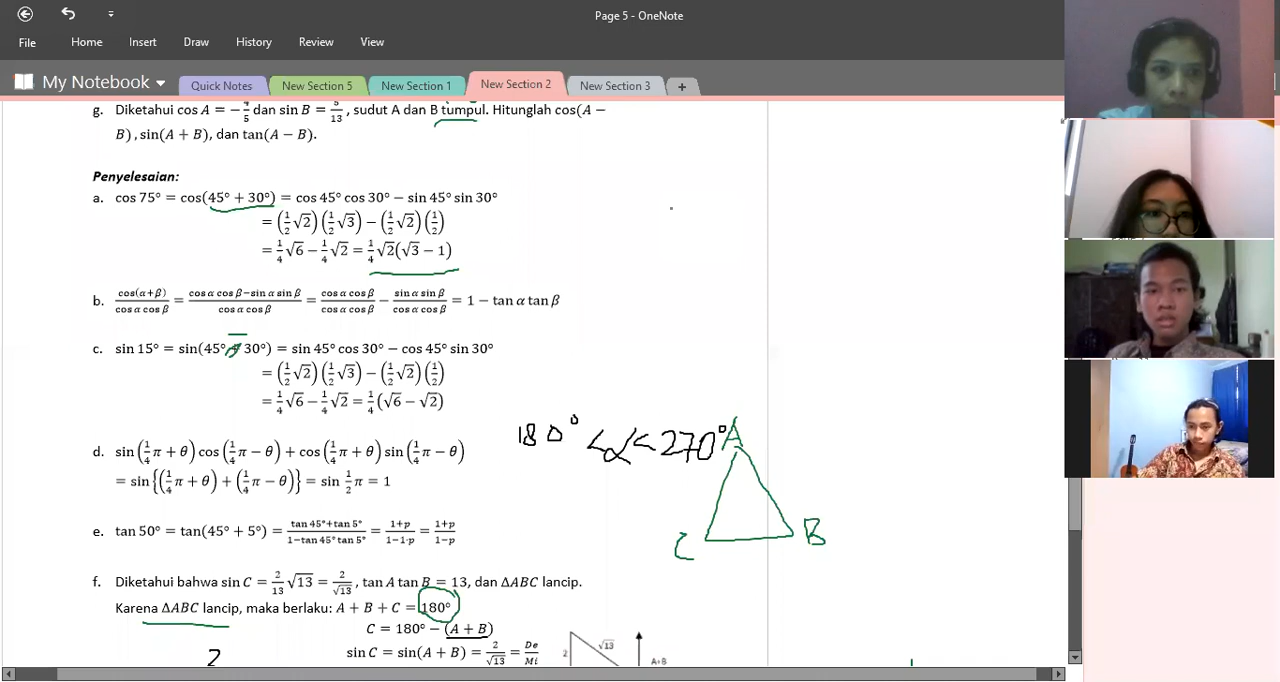 Page 5 - OneNote
File Home Insert Draw History Review View
My Notebook Quick Notes New Section 5 New Section 1 New Section 2 New Section 3 +
g. Diketahui cos A = −4/5 dan sin B = 5/13, sudut A dan B tumpul. Hitunglah cos(A −
B), sin(A + B), dan tan(A − B).
Penyelesaian:
a. cos 75° = cos(45° + 30°) = cos 45° cos 30° − sin 45° sin 30°
= (1/2 √2)(1/2 √3) − (1/2 √2)(1/2)
= 1/4 √6 − 1/4 √2 = 1/4 √2(√3 − 1)
b. cos(α+β)/cos α cos β = cos α cos β−sin α sin β/cos α cos β = cos α cos β/cos α cos β − sin α sin β/cos α cos β = 1 − tan α tan β
c. sin 15° = sin(45° − 30°) = sin 45° cos 30° − cos 45° sin 30°
= (1/2 √2)(1/2 √3) − (1/2 √2)(1/2)
= 1/4 √6 − 1/4 √2 = 1/4 (√6 − √2)
180° < α < 270°
A
d. sin(1/4 π + θ) cos(1/4 π − θ) + cos(1/4 π + θ) sin(1/4 π − θ)
= sin{(1/4 π + θ) + (1/4 π − θ)} = sin 1/2 π = 1
C B
e. tan 50° = tan(45° + 5°) = tan 45°+tan 5°/1−tan 45° tan 5° = 1+p/1−1·p = 1+p/1−p
f. Diketahui bahwa sin C = 2/13 √13 = 2/√13, tan A tan B = 13, dan ΔABC lancip.
Karena ΔABC lancip, maka berlaku: A + B + C = 180°
C = 180° − (A + B)
sin C = sin(A + B) = 2/√13 = De/Mi
2
2 √13 A+B